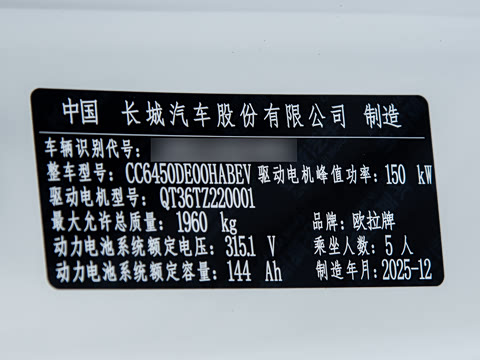 中国 长城汽车股份有限公司 制造
车辆识别代号:
整车型号: CC6450DE00HABEV 驱动电机峰值功率: 150 kW
驱动电机型号: QT36TZ220001
最大允许总质量: 1960 kg 品牌: 欧拉牌
动力电池系统额定电压: 315.1 V 乘坐人数: 5 人
动力电池系统额定容量: 144 Ah 制造年月: 2025-12